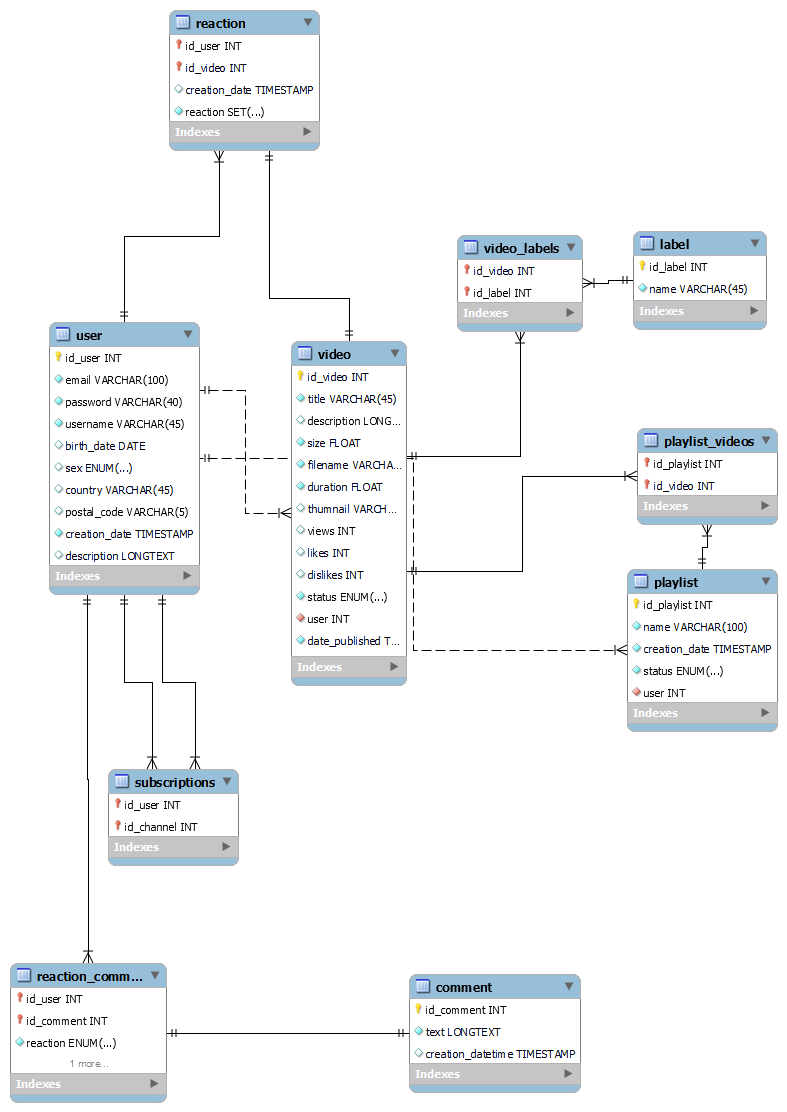 reaction
id_user INT
id_video INT
creation_date TIMESTAMP
reaction SET(...)
Indexes
video_labels
id_video INT
id_label INT
Indexes
label
id_label INT
name VARCHAR(45)
Indexes
user
id_user INT
email VARCHAR(100)
password VARCHAR(40)
username VARCHAR(45)
birth_date DATE
sex ENUM(...)
country VARCHAR(45)
postal_code VARCHAR(5)
creation_date TIMESTAMP
description LONGTEXT
Indexes
video
id_video INT
title VARCHAR(45)
description LONG...
size FLOAT
filename VARCHA...
duration FLOAT
thumnail VARCH...
views INT
likes INT
dislikes INT
status ENUM(...)
user INT
date_published T...
Indexes
playlist_videos
id_playlist INT
id_video INT
Indexes
playlist
id_playlist INT
name VARCHAR(100)
creation_date TIMESTAMP
status ENUM(...)
user INT
Indexes
subscriptions
id_user INT
id_channel INT
Indexes
reaction_comm...
id_user INT
id_comment INT
reaction ENUM(...)
1 more...
Indexes
comment
id_comment INT
text LONGTEXT
creation_datetime TIMESTAMP
Indexes